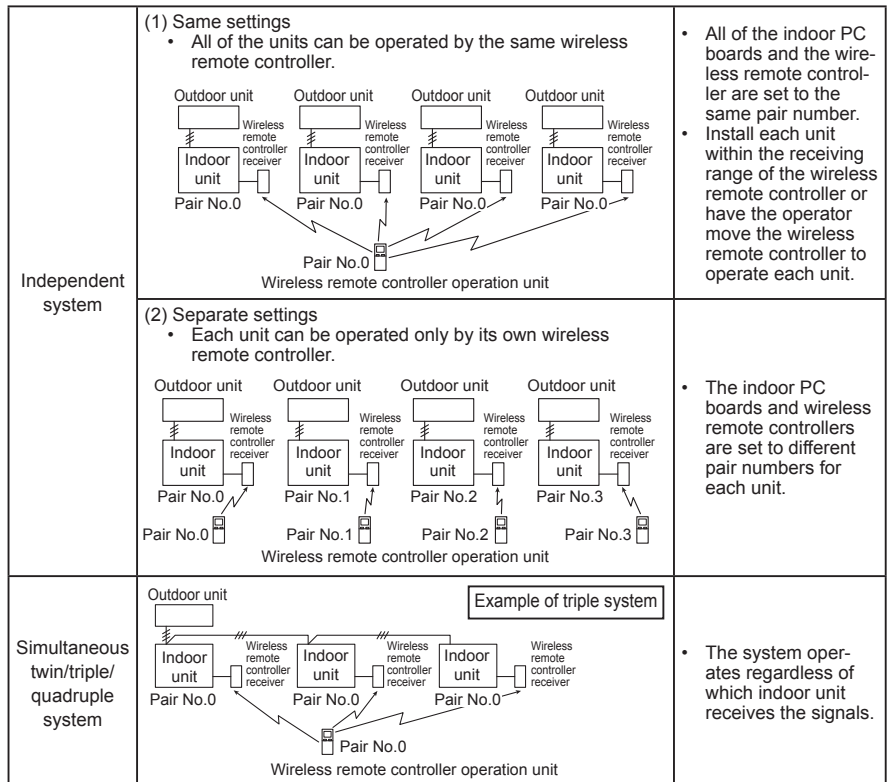 Independent
system
(1) Same settings
• All of the units can be operated by the same wireless
remote controller.
Outdoor unit Outdoor unit Outdoor unit Outdoor unit
Wireless
remote
controller
receiver
Wireless
remote
controller
receiver
Wireless
remote
controller
receiver
Wireless
remote
controller
receiver
Indoor
unit
Indoor
unit
Indoor
unit
Indoor
unit
Pair No.0 Pair No.0 Pair No.0 Pair No.0
Pair No.0
Wireless remote controller operation unit
• All of the indoor PC
boards and the wire-
less remote control-
ler are set to the
same pair number.
• Install each unit
within the receiving
range of the wireless
remote controller or
have the operator
move the wireless
remote controller to
operate each unit.
(2) Separate settings
• Each unit can be operated only by its own wireless
remote controller.
Outdoor unit Outdoor unit Outdoor unit Outdoor unit
Wireless
remote
controller
receiver
Wireless
remote
controller
receiver
Wireless
remote
controller
receiver
Wireless
remote
controller
receiver
Indoor
unit
Indoor
unit
Indoor
unit
Indoor
unit
Pair No.0 Pair No.1 Pair No.2 Pair No.3
Pair No.0 Pair No.1 Pair No.2 Pair No.3
Wireless remote controller operation unit
• The indoor PC
boards and wireless
remote controllers
are set to different
pair numbers for
each unit.
Simultaneous
twin/triple/
quadruple
system
Outdoor unit
Example of triple system
Indoor
unit
Wireless
remote
controller
receiver
Indoor
unit
Wireless
remote
controller
receiver
Indoor
unit
Wireless
remote
controller
receiver
Pair No.0 Pair No.0 Pair No.0
Pair No.0
Wireless remote controller operation unit
• The system oper-
ates regardless of
which indoor unit
receives the signals.